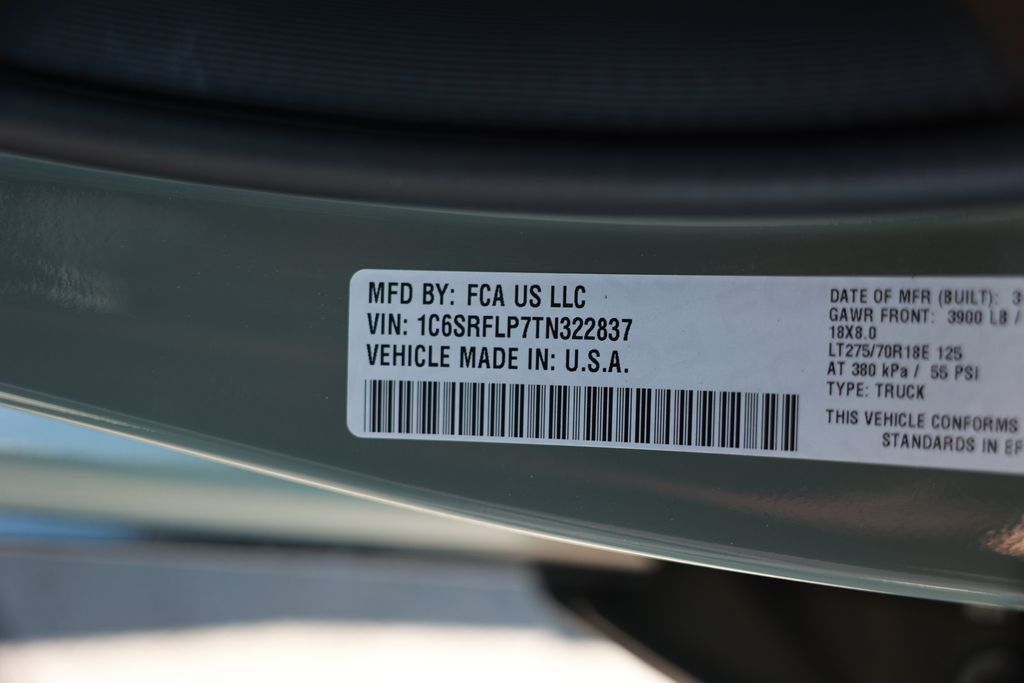 MFD BY: FCA US LLC
VIN: 1C6SRFLP7TN322837
VEHICLE MADE IN: U.S.A.
DATE OF MFR (BUILT): 3
GAWR FRONT: 3900 LB /
18X8.0
LT275/70R18E 125
AT 380 kPa / 55 PSI
TYPE: TRUCK
THIS VEHICLE CONFORMS
STANDARDS IN EF